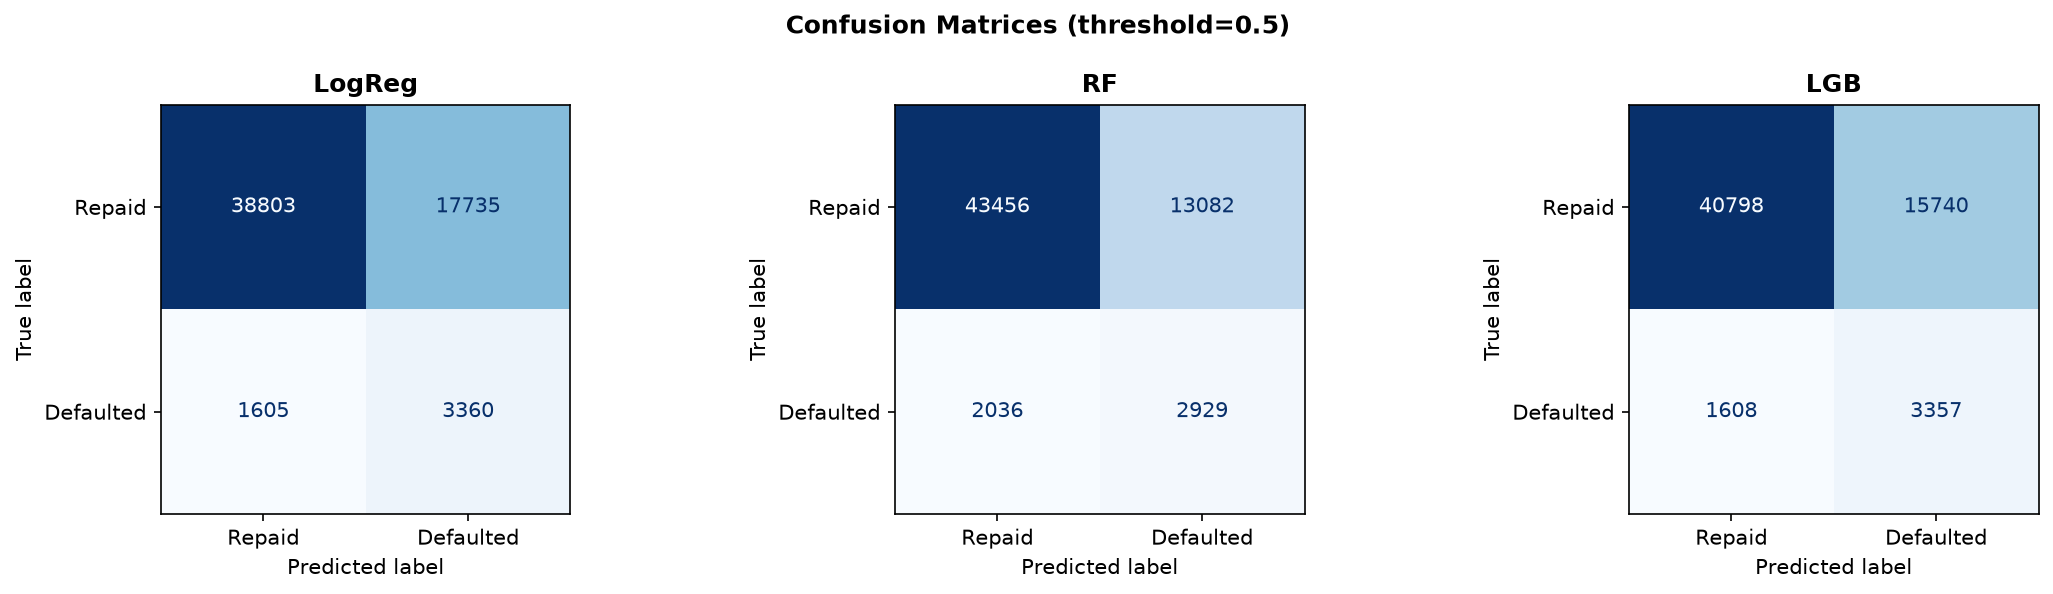 Confusion Matrices (threshold=0.5)
LogReg
True label
Repaid
38803
17735
Defaulted
1605
3360
Repaid
Defaulted
Predicted label
RF
True label
Repaid
43456
13082
Defaulted
2036
2929
Repaid
Defaulted
Predicted label
LGB
True label
Repaid
40798
15740
Defaulted
1608
3357
Repaid
Defaulted
Predicted label